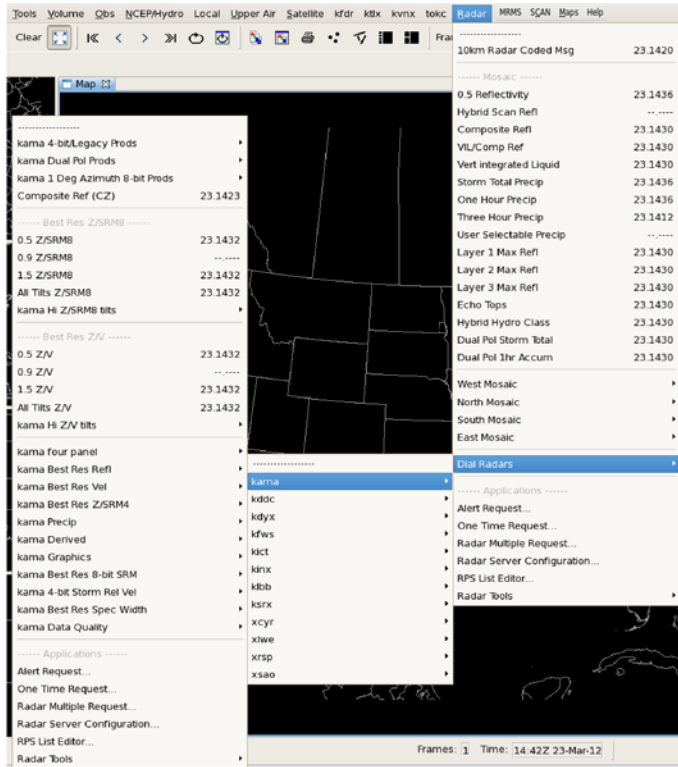 Tools Volume Obs NCEP/Hydro Local Upper Air Satellite kfdr ktlx kvnx tokc Radar MRMS SCAN Maps Help
Clear
Map
------------------
kama 4-bit/Legacy Prods
kama Dual Pol Prods
kama 1 Deg Azimuth 8-bit Prods
Composite Ref (CZ) 23.1423
------ Best Res Z/SRM8 ------
0.5 Z/SRM8 23.1432
0.9 Z/SRM8 --.----
1.5 Z/SRM8 23.1432
All Tilts Z/SRM8 23.1432
kama Hi Z/SRM8 tilts
------ Best Res Z/V ------
0.5 Z/V 23.1432
0.9 Z/V --.----
1.5 Z/V 23.1432
All Tilts Z/V 23.1432
kama Hi Z/V tilts
kama four panel
kama Best Res Refl
kama Best Res Vel
kama Best Res Z/SRM4
kama Precip
kama Derived
kama Graphics
kama Best Res 8-bit SRM
kama 4-bit Storm Rel Vel
kama Best Res Spec Width
kama Data Quality
------ Applications ------
Alert Request...
One Time Request...
Radar Multiple Request...
Radar Server Configuration...
RPS List Editor...
Radar Tools
------------------
kama
kddc
kdyx
kfws
kict
kinx
klbb
ksrx
xcyr
xlwe
xrsp
xsao
------------------
10km Radar Coded Msg 23.1420
------ Mosaic ------
0.5 Reflectivity 23.1436
Hybrid Scan Refl --.----
Composite Refl 23.1430
VIL/Comp Ref 23.1430
Vert integrated Liquid 23.1430
Storm Total Precip 23.1436
One Hour Precip 23.1436
Three Hour Precip 23.1412
User Selectable Precip --.----
Layer 1 Max Refl 23.1430
Layer 2 Max Refl 23.1430
Layer 3 Max Refl 23.1430
Echo Tops 23.1430
Hybrid Hydro Class 23.1430
Dual Pol Storm Total 23.1430
Dual Pol 1hr Accum 23.1430
West Mosaic
North Mosaic
South Mosaic
East Mosaic
Dial Radars
------ Applications ------
Alert Request...
One Time Request...
Radar Multiple Request...
Radar Server Configuration...
RPS List Editor...
Radar Tools
Frames: 1 Time: 14:42Z 23-Mar-12